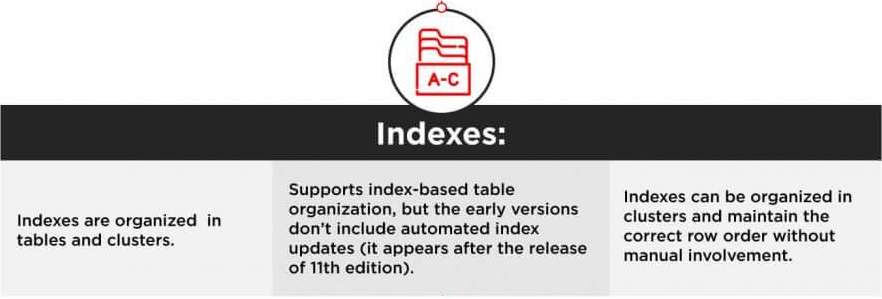 A-C
Indexes:
Indexes are organized in
tables and clusters.
Supports index-based table
organization, but the early versions
don't include automated index
updates (it appears after the release
of 11th edition).
Indexes can be organized in
clusters and maintain the
correct row order without
manual involvement.